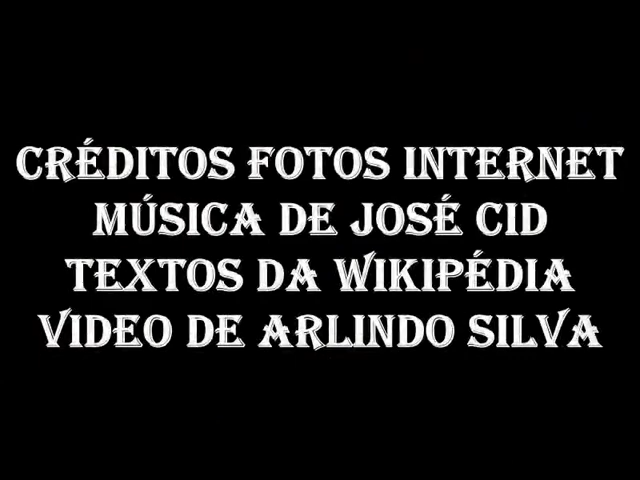 CRÉDITOS FOTOS INTERNET
MÚSICA DE JOSÉ CID
TEXTOS DA WIKIPÉDIA
VIDEO DE ARLINDO SILVA